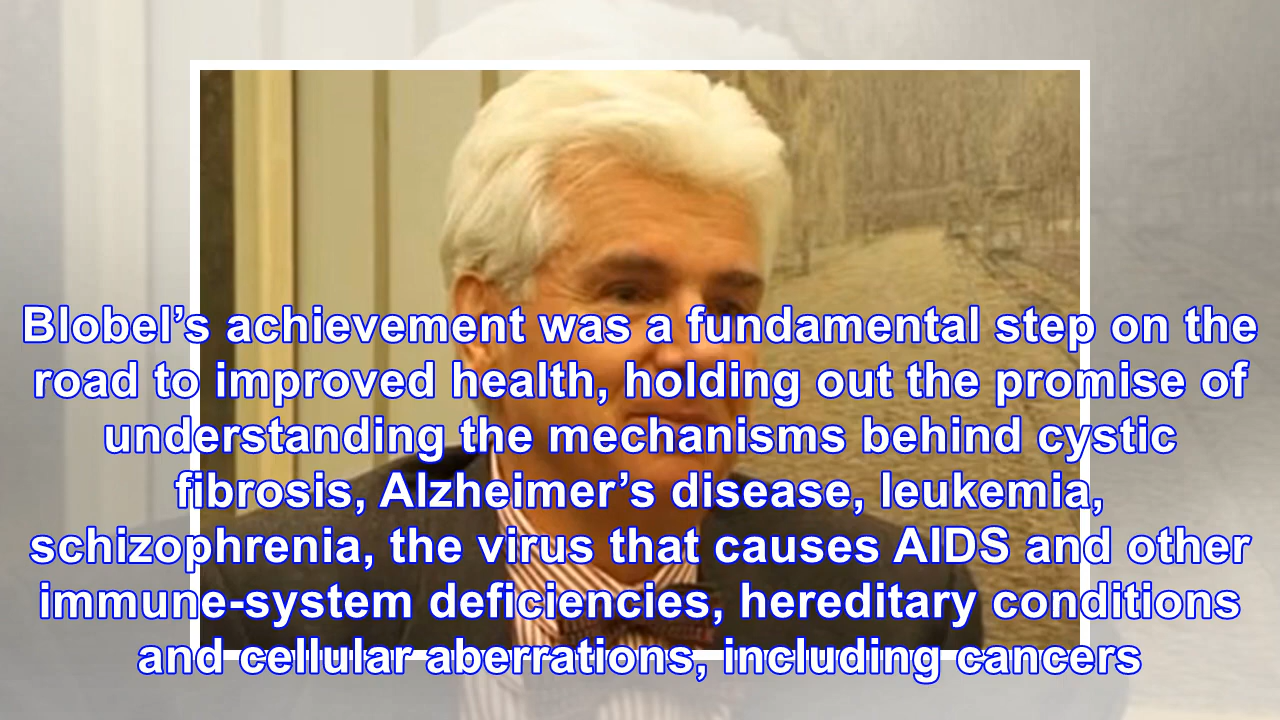 Blobel’s achievement was a fundamental step on the
road to improved health, holding out the promise of
understanding the mechanisms behind cystic
fibrosis, Alzheimer’s disease, leukemia,
schizophrenia, the virus that causes AIDS and other
immune-system deficiencies, hereditary conditions
and cellular aberrations, including cancers